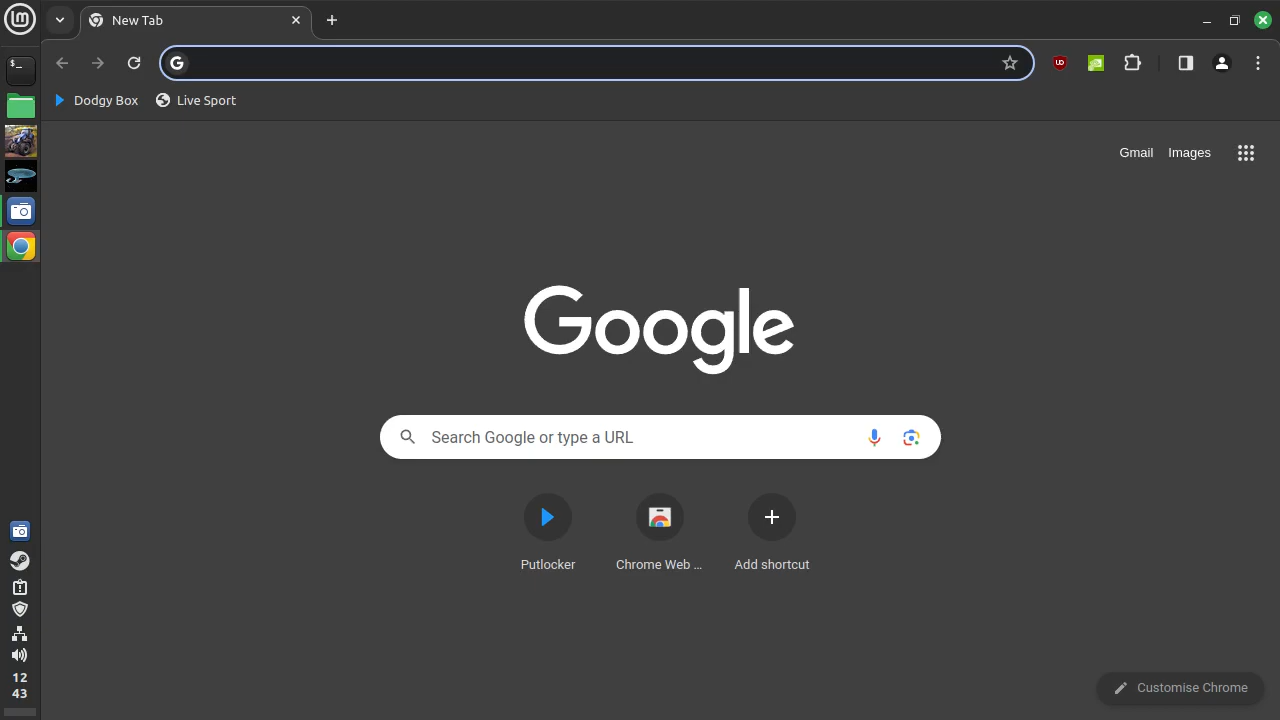 New Tab
Dodgy Box
Live Sport
Gmail
Images
Google
Search Google or type a URL
Putlocker
Chrome Web ...
Add shortcut
Customise Chrome
$_
12
43